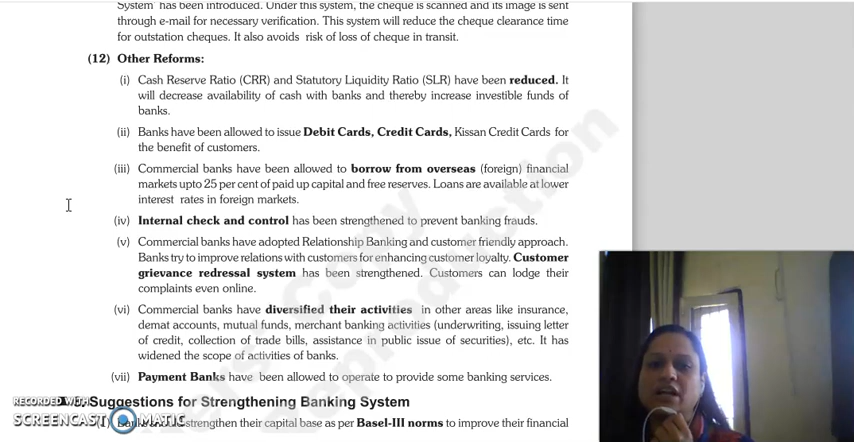 System has been introduced. Under this system, the cheque is scanned and its image is sent
through e-mail for necessary verification. This system will reduce the cheque clearance time
for outstation cheques. It also avoids risk of loss of cheque in transit.
(12) Other Reforms:
(i) Cash Reserve Ratio (CRR) and Statutory Liquidity Ratio (SLR) have been reduced. It
will decrease availability of cash with banks and thereby increase investible funds of
banks.
(ii) Banks have been allowed to issue Debit Cards, Credit Cards, Kissan Credit Cards for
the benefit of customers.
(iii) Commercial banks have been allowed to borrow from overseas (foreign) financial
markets upto 25 per cent of paid up capital and free reserves. Loans are available at lower
interest rates in foreign markets.
(iv) Internal check and control has been strengthened to prevent banking frauds.
(v) Commercial banks have adopted Relationship Banking and customer friendly approach.
Banks try to improve relations with customers for enhancing customer loyalty. Customer
grievance redressal system has been strengthened. Customers can lodge their
complaints even online.
(vi) Commercial banks have diversified their activities in other areas like insurance,
demat accounts, mutual funds, merchant banking activities (underwriting, issuing letter
of credit, collection of trade bills, assistance in public issue of securities), etc. It has
widened the scope of activities of banks.
(vii) Payment Banks have been allowed to operate to provide some banking services.
RECORDED WITH
Suggestions for Strengthening Banking System
SCREENCAST MATIC
strengthen their capital base as per Basel-III norms to improve their financial